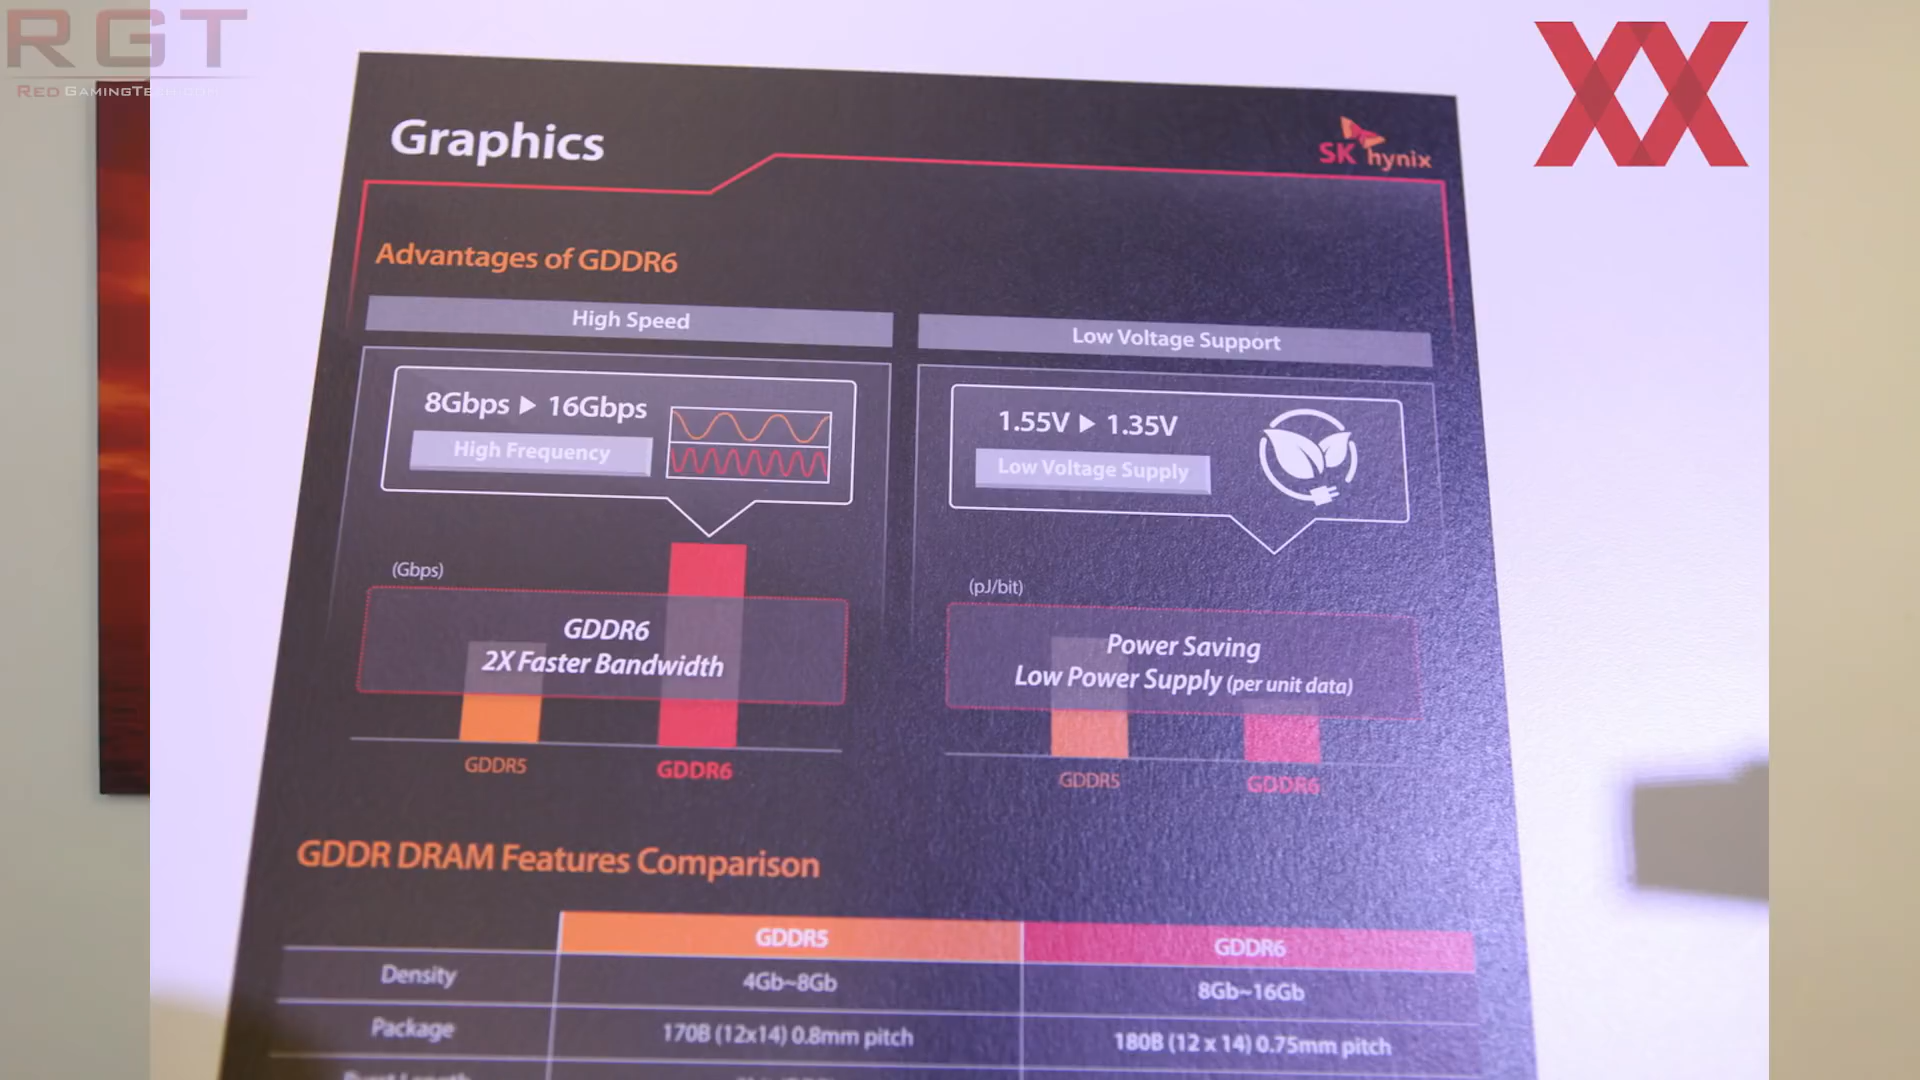 RGT
RED GAMINGTECH.COM
Graphics
SK hynix
Advantages of GDDR6
High Speed
Low Voltage Support
8Gbps ▶ 16Gbps
High Frequency
1.55V ▶ 1.35V
Low Voltage Supply
(Gbps)
(pJ/bit)
GDDR6
2X Faster Bandwidth
Power Saving
Low Power Supply (per unit data)
GDDR5
GDDR6
GDDR5
GDDR6
GDDR DRAM Features Comparison
GDDR5
GDDR6
Density
4Gb~8Gb
8Gb~16Gb
Package
170B (12x14) 0.8mm pitch
180B (12 x 14) 0.75mm pitch